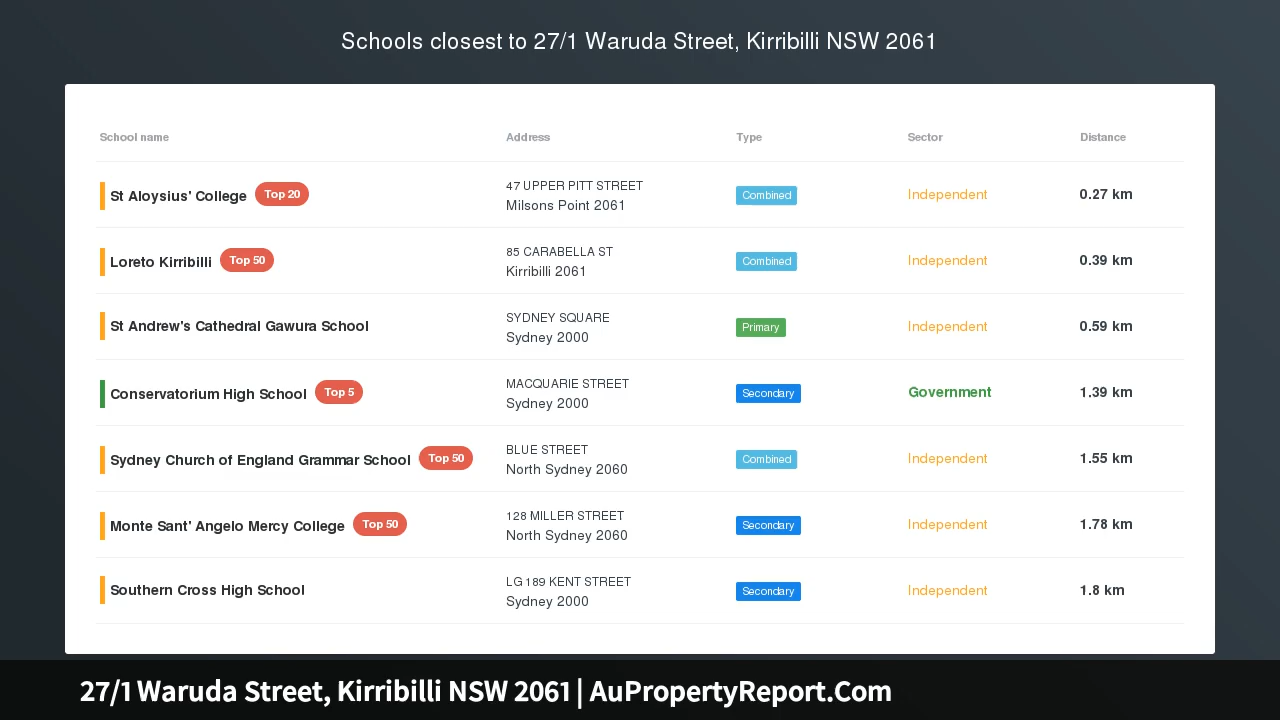 Schools closest to 27/1 Waruda Street, Kirribilli NSW 2061
School name Address Type Sector Distance
St Aloysius' College Top 20 47 UPPER PITT STREET Combined Independent 0.27 km
Milsons Point 2061
Loreto Kirribilli Top 50 85 CARABELLA ST Combined Independent 0.39 km
Kirribilli 2061
St Andrew's Cathedral Gawura School SYDNEY SQUARE Primary Independent 0.59 km
Sydney 2000
Conservatorium High School Top 5 MACQUARIE STREET Secondary Government 1.39 km
Sydney 2000
Sydney Church of England Grammar School Top 50 BLUE STREET Combined Independent 1.55 km
North Sydney 2060
Monte Sant' Angelo Mercy College Top 50 128 MILLER STREET Secondary Independent 1.78 km
North Sydney 2060
Southern Cross High School LG 189 KENT STREET Secondary Independent 1.8 km
Sydney 2000
27/1 Waruda Street, Kirribilli NSW 2061 | AuPropertyReport.Com